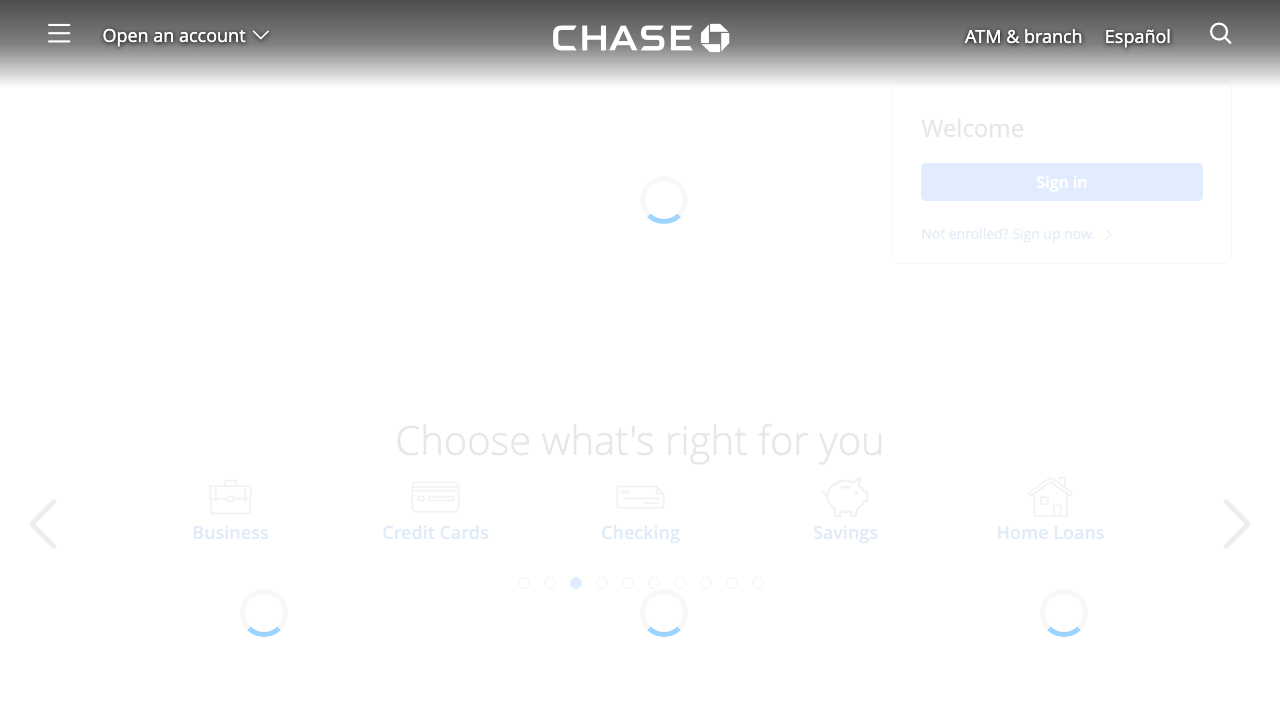 Open an account
CHASE
ATM & branch
Español
Welcome
Sign in
Not enrolled? Sign up now.
Choose what's right for you
Business
Credit Cards
Checking
Savings
Home Loans